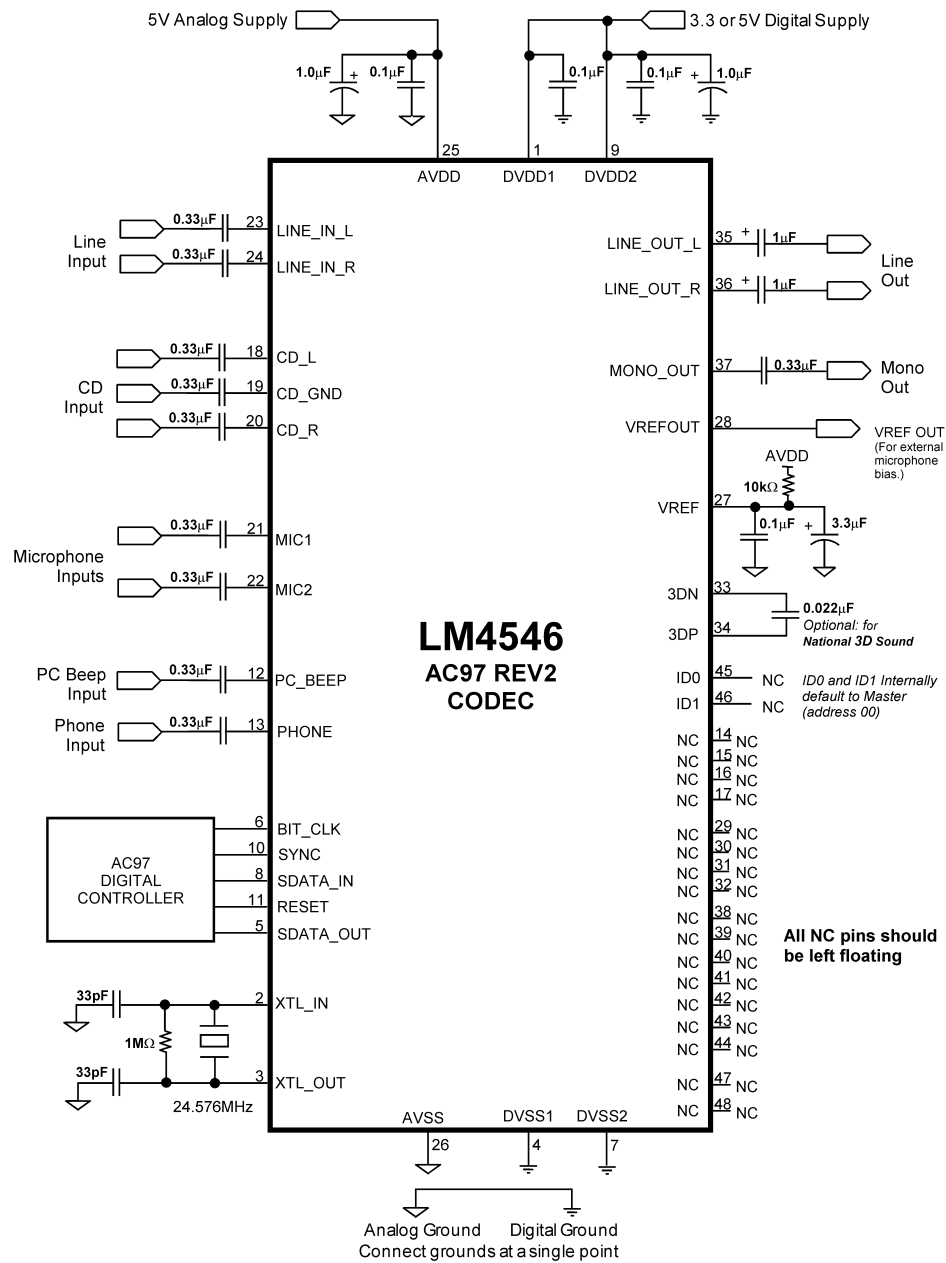 5V Analog Supply
3.3 or 5V Digital Supply
1.0µF + 0.1µF
0.1µF 0.1µF + 1.0µF
25 1 9
AVDD DVDD1 DVDD2
Line
Input
0.33µF 23 LINE_IN_L
0.33µF 24 LINE_IN_R
CD
Input
0.33µF 18 CD_L
0.33µF 19 CD_GND
0.33µF 20 CD_R
Microphone
Inputs
0.33µF 21 MIC1
0.33µF 22 MIC2
PC Beep
Input
0.33µF 12 PC_BEEP
Phone
Input
0.33µF 13 PHONE
AC97
DIGITAL
CONTROLLER
6 BIT_CLK
10 SYNC
8 SDATA_IN
11 RESET
5 SDATA_OUT
33pF 2 XTL_IN
1MΩ
33pF 3 XTL_OUT
24.576MHz
LM4546
AC97 REV2
CODEC
LINE_OUT_L 35 + 1µF
LINE_OUT_R 36 + 1µF
Line
Out
MONO_OUT 37 0.33µF
Mono
Out
VREFOUT 28
VREF OUT
(For external
microphone
bias.)
AVDD
10kΩ
VREF 27
0.1µF + 3.3µF
3DN 33
3DP 34
0.022µF
Optional: for
National 3D Sound
ID0 45 NC
ID1 46 NC
ID0 and ID1 Internally
default to Master
(address 00)
NC 14 NC
NC 15 NC
NC 16 NC
NC 17 NC
NC 29 NC
NC 30 NC
NC 31 NC
NC 32 NC
NC 38 NC
NC 39 NC
NC 40 NC
NC 41 NC
NC 42 NC
NC 43 NC
NC 44 NC
NC 47 NC
NC 48 NC
All NC pins should
be left floating
AVSS DVSS1 DVSS2
26 4 7
Analog Ground Digital Ground
Connect grounds at a single point